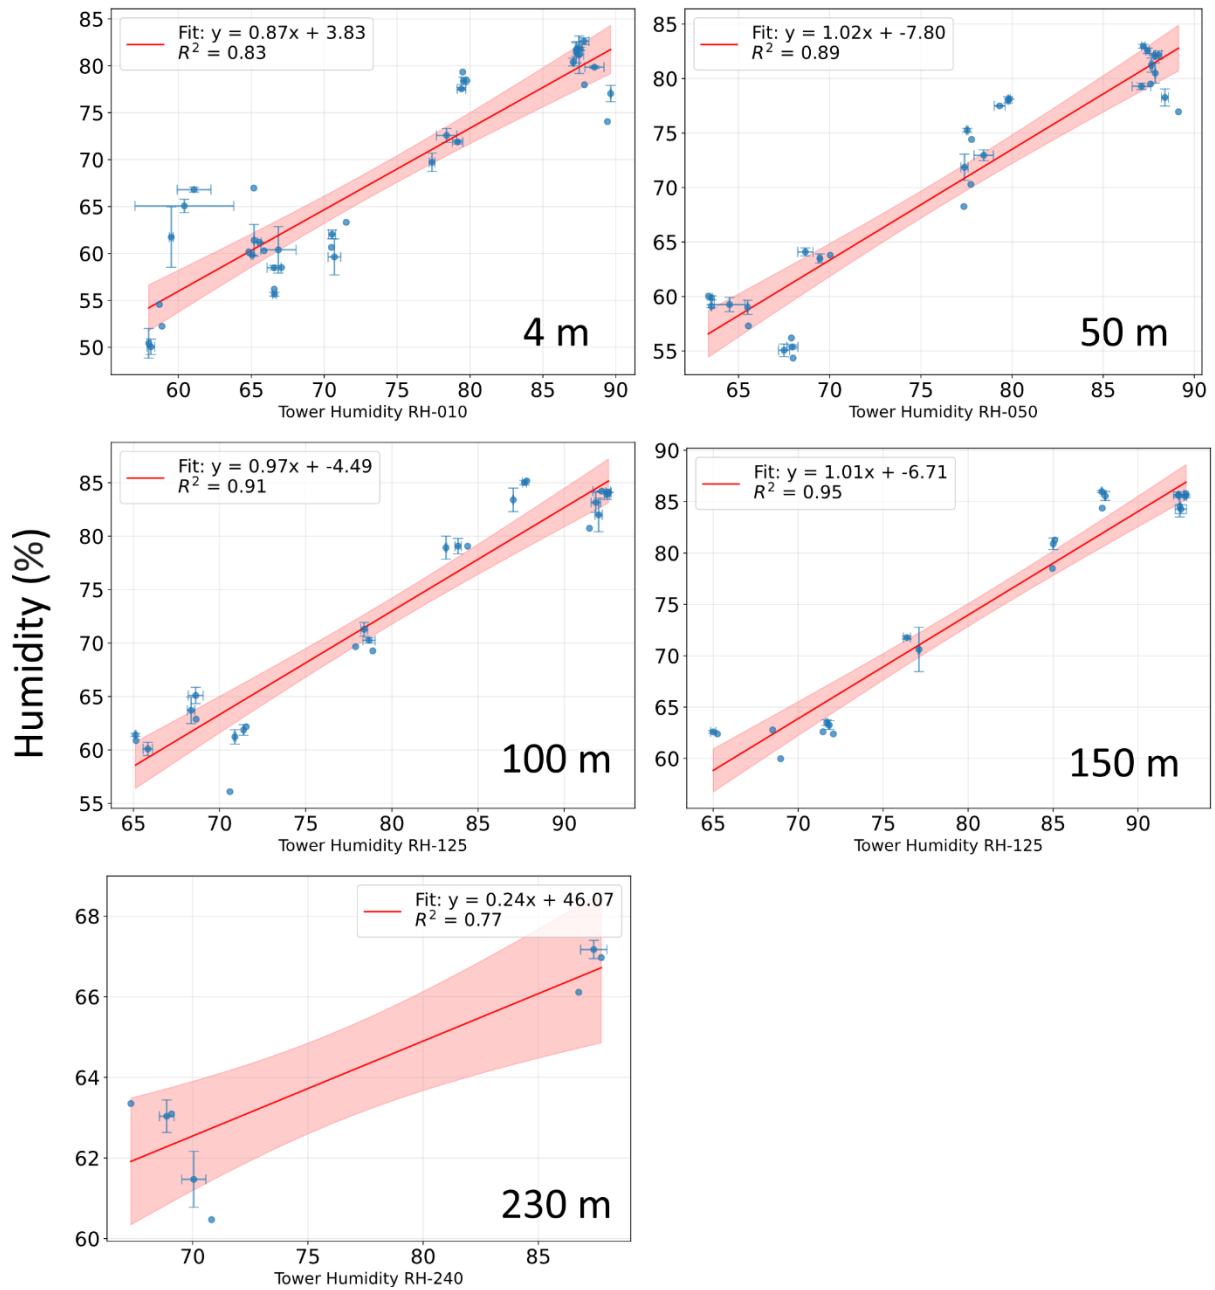 Humidity (%)
Fit: y = 0.87x + 3.83
R² = 0.83
85
80
75
70
65
60
55
50
4 m
60 65 70 75 80 85 90
Tower Humidity RH-010
Fit: y = 1.02x + -7.80
R² = 0.89
85
80
75
70
65
60
55
50 m
65 70 75 80 85 90
Tower Humidity RH-050
Fit: y = 0.97x + -4.49
R² = 0.91
85
80
75
70
65
60
55
100 m
65 70 75 80 85 90
Tower Humidity RH-125
Fit: y = 1.01x + -6.71
R² = 0.95
90
85
80
75
70
65
60
150 m
65 70 75 80 85 90
Tower Humidity RH-125
Fit: y = 0.24x + 46.07
R² = 0.77
68
66
64
62
60
230 m
70 75 80 85
Tower Humidity RH-240